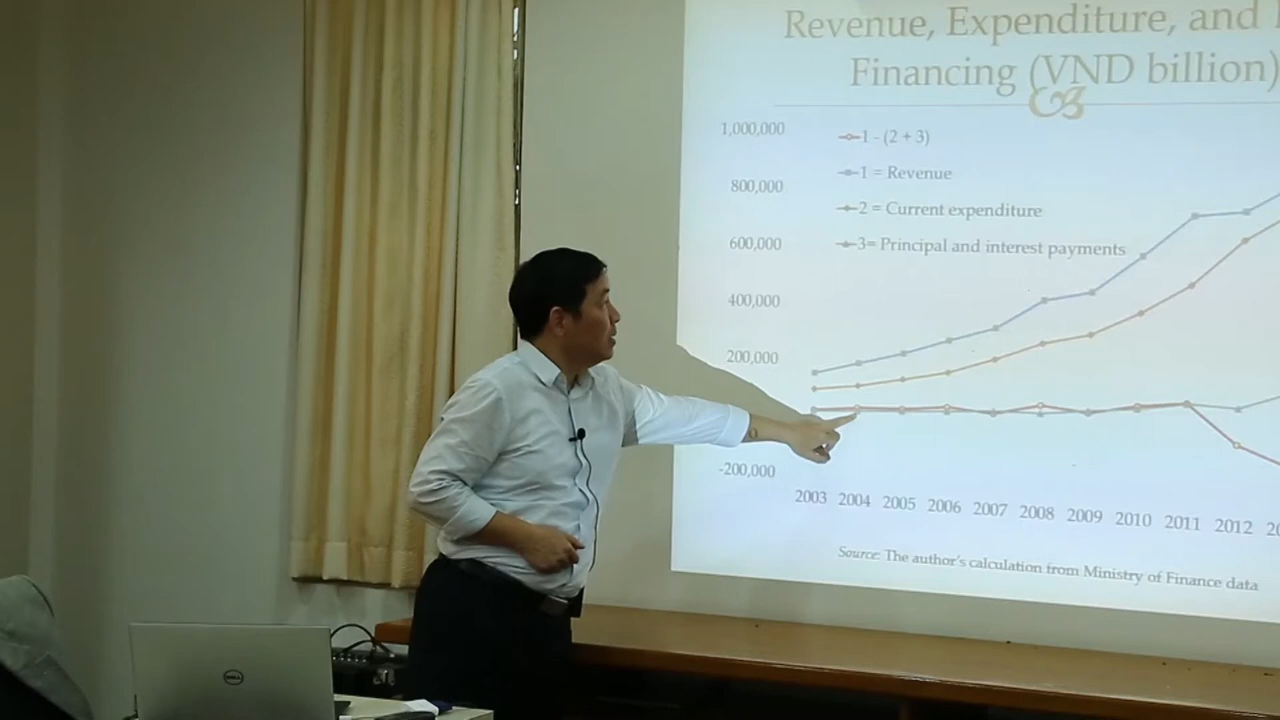 Revenue, Expenditure, and
Financing (VND billion)
1,000,000
800,000
600,000
400,000
200,000
-200,000
1 - (2 + 3)
1 = Revenue
2 = Current expenditure
3= Principal and interest payments
2003 2004 2005 2006 2007 2008 2009 2010 2011 2012
Source: The author's calculation from Ministry of Finance data
DELL